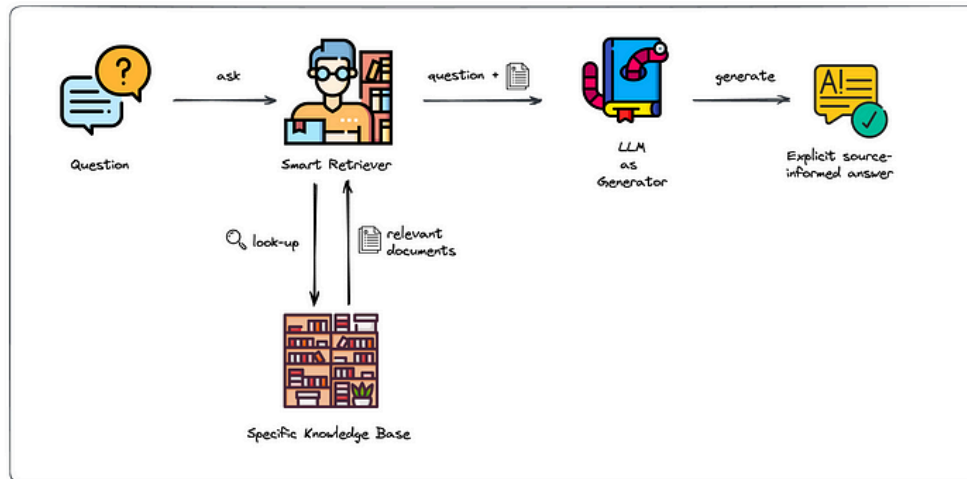 ?
A!
ask
question +
generate
Question
Smart Retriever
LLM
as
Generator
Explicit source-
informed answer
look-up
relevant
documents
Specific Knowledge Base